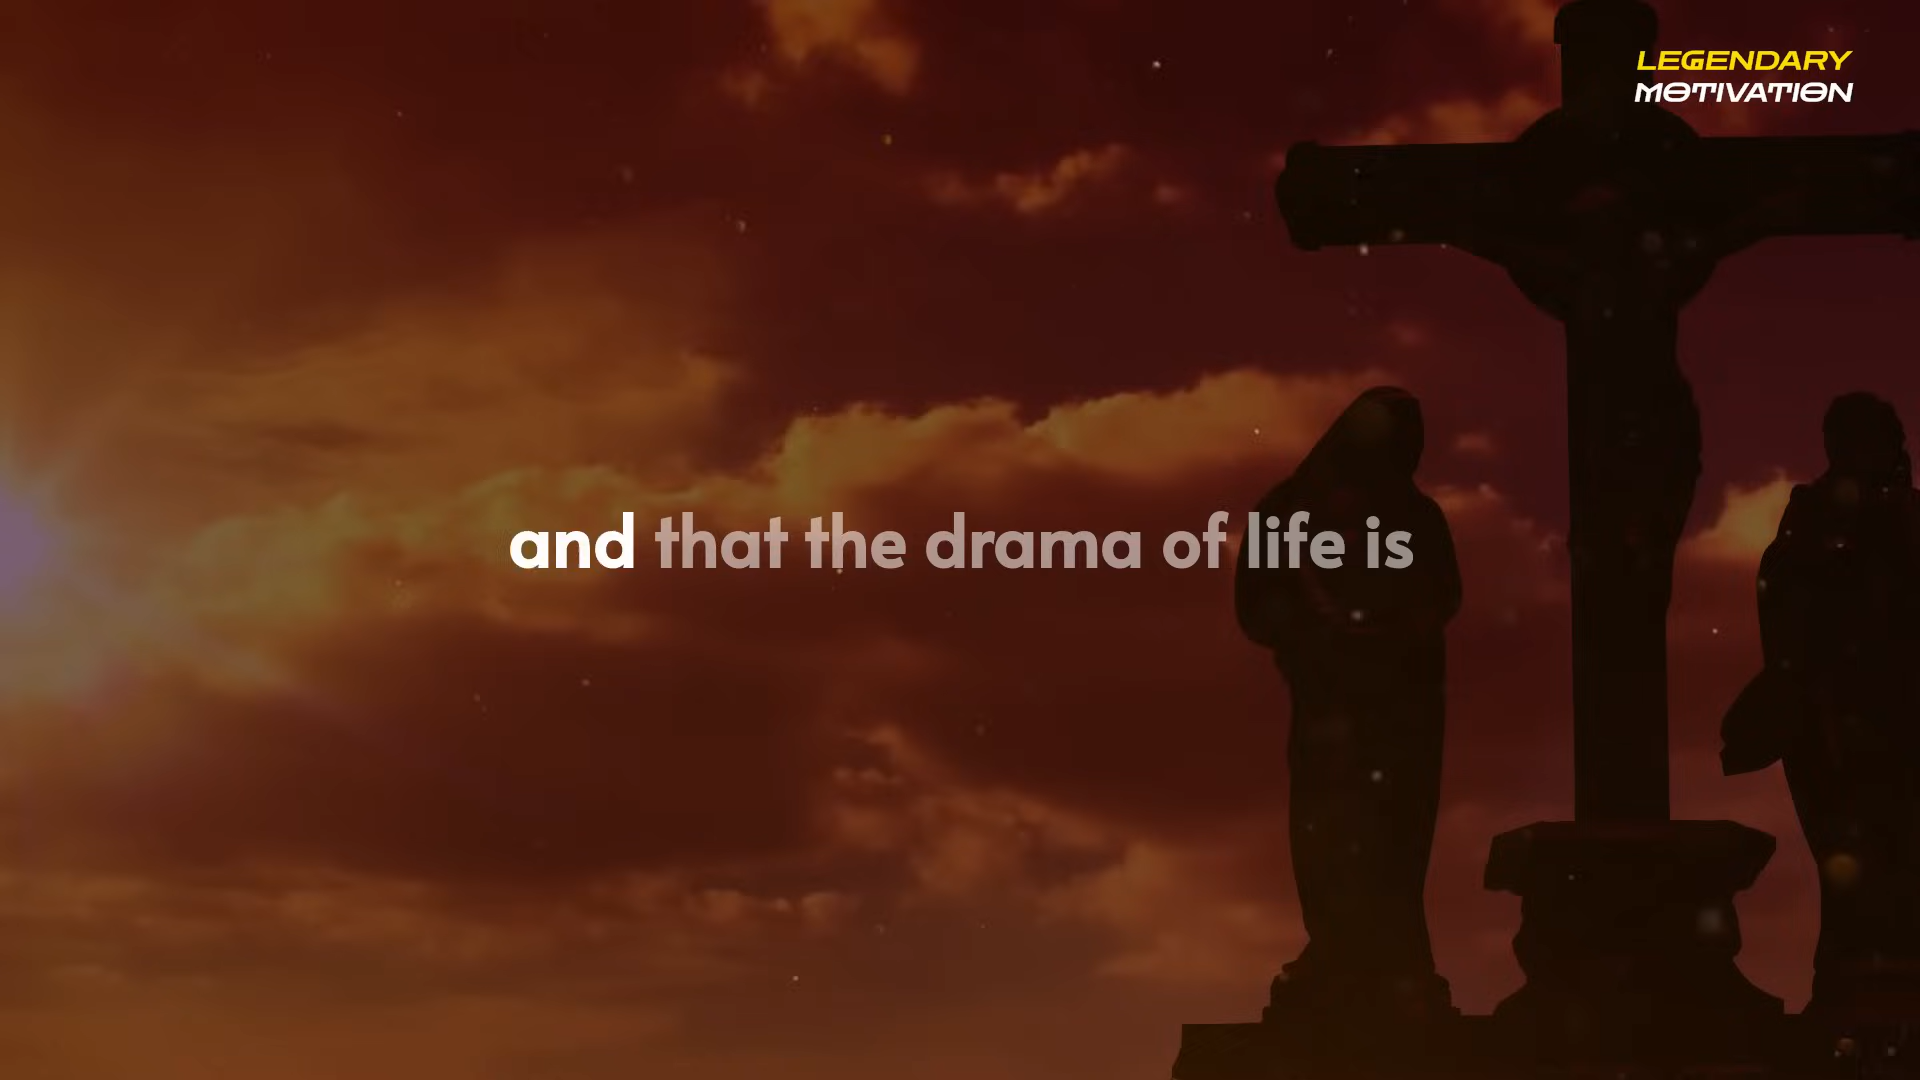 LEGENDARY
MOTIVATION
and that the drama of life is